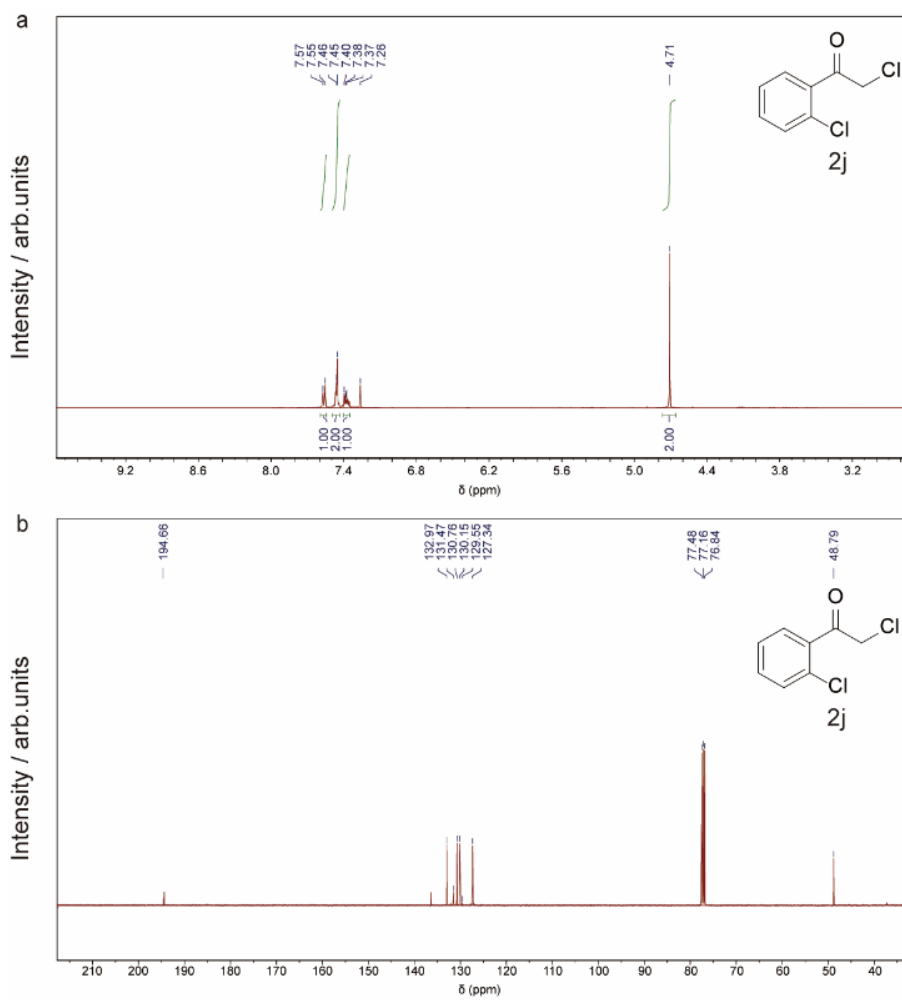 a
7.57
7.55
7.46
7.45
7.40
7.38
7.37
7.26
4.71
O
Cl
Cl
2j
Intensity / arb.units
1.00
2.00
1.00
2.00
9.2 8.6 8.0 7.4 6.8 6.2 5.6 5.0 4.4 3.8 3.2
δ (ppm)
b
194.66
132.97
131.47
130.76
130.15
129.55
127.34
77.48
77.16
76.84
48.79
O
Cl
Cl
2j
Intensity / arb.units
210 200 190 180 170 160 150 140 130 120 110 100 90 80 70 60 50 40
δ (ppm)